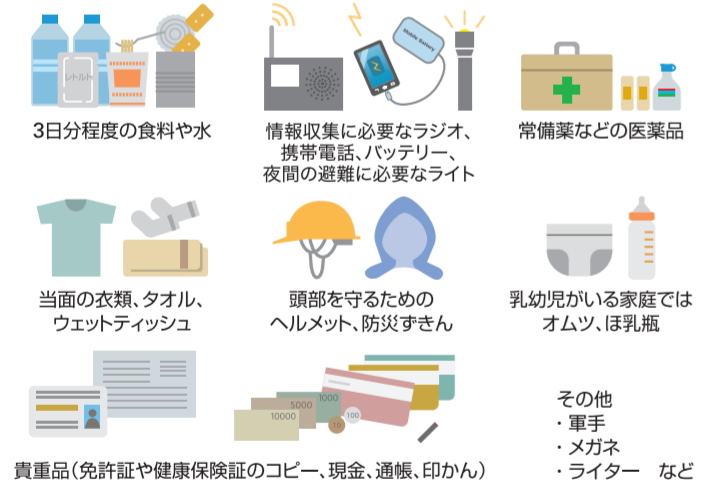 レトルト
Mobile Battery
3日分程度の食料や水
情報収集に必要なラジオ、
携帯電話、バッテリー、
夜間の避難に必要なライト
常備薬などの医薬品
当面の衣類、タオル、
ウェットティッシュ
頭部を守るための
ヘルメット、防災ずきん
乳幼児がいる家庭では
オムツ、ほ乳瓶
1000
5000
10000
100
10
貴重品(免許証や健康保険証のコピー、現金、通帳、印かん)
その他
・軍手
・メガネ
・ライター　など